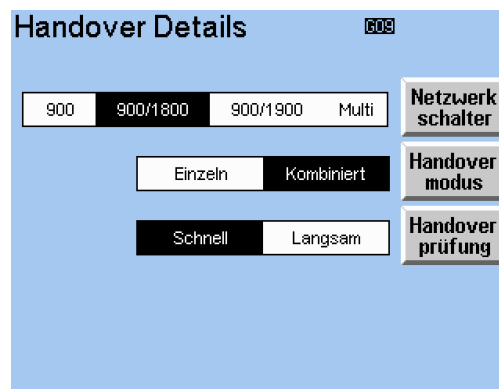 Handover Details
G09
900 900/1800 900/1900 Multi
Netzwerk
schalter
Einzeln Kombiniert
Handover
modus
Schnell Langsam
Handover
prüfung